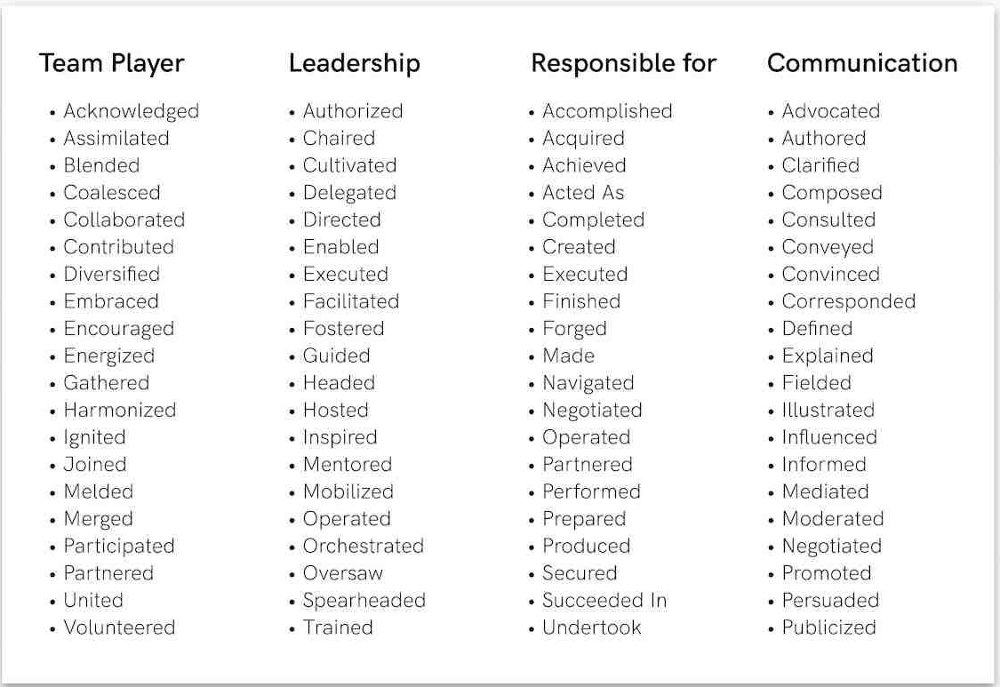 Team Player
• Acknowledged
• Assimilated
• Blended
• Coalesced
• Collaborated
• Contributed
• Diversified
• Embraced
• Encouraged
• Energized
• Gathered
• Harmonized
• Ignited
• Joined
• Melded
• Merged
• Participated
• Partnered
• United
• Volunteered
Leadership
• Authorized
• Chaired
• Cultivated
• Delegated
• Directed
• Enabled
• Executed
• Facilitated
• Fostered
• Guided
• Headed
• Hosted
• Inspired
• Mentored
• Mobilized
• Operated
• Orchestrated
• Oversaw
• Spearheaded
• Trained
Responsible for
• Accomplished
• Acquired
• Achieved
• Acted As
• Completed
• Created
• Executed
• Finished
• Forged
• Made
• Navigated
• Negotiated
• Operated
• Partnered
• Performed
• Prepared
• Produced
• Secured
• Succeeded In
• Undertook
Communication
• Advocated
• Authored
• Clarified
• Composed
• Consulted
• Conveyed
• Convinced
• Corresponded
• Defined
• Explained
• Fielded
• Illustrated
• Influenced
• Informed
• Mediated
• Moderated
• Negotiated
• Promoted
• Persuaded
• Publicized